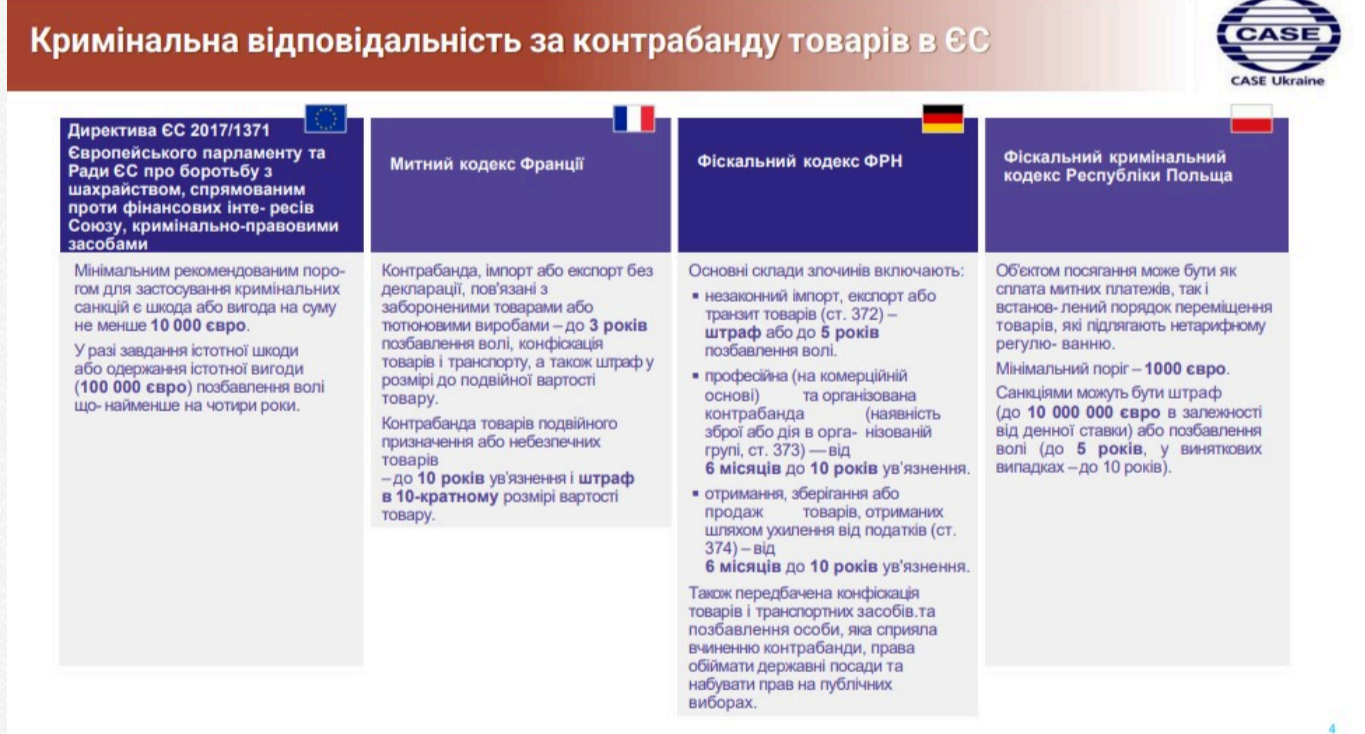 Кримінальна відповідальність за контрабанду товарів в ЄС
CASE
CASE Ukraine
Директива ЄС 2017/1371
Європейського парламенту та
Ради ЄС про боротьбу з
шахрайством, спрямованим
проти фінансових інте- ресів
Союзу, кримінально-правовими
засобами
Мінімальним рекомендованим поро-
гом для застосування кримінальних
санкцій є шкода або вигода на суму
не менше 10 000 євро.
У разі завдання істотної шкоди
або одержання істотної вигоди
(100 000 євро) позбавлення волі
що- найменше на чотири роки.
Митний кодекс Франції
Контрабанда, імпорт або експорт без
декларації, пов'язані з
забороненими товарами або
тютюновими виробами – до 3 років
позбавлення волі, конфіскація
товарів і транспорту, а також штраф у
розмірі до подвійної вартості
товару.
Контрабанда товарів подвійного
призначення або небезпечних
товарів
– до 10 років ув'язнення і штраф
в 10-кратному розмірі вартості
товару.
Фіскальний кодекс ФРН
Основні склади злочинів включають:
▪ незаконний імпорт, експорт або
транзит товарів (ст. 372) –
штраф або до 5 років
позбавлення волі.
▪ професійна (на комерційній
основі) та організована
контрабанда (наявність
зброї або дія в орга- нізованій
групі, ст. 373) — від
6 місяців до 10 років ув'язнення.
▪ отримання, зберігання або
продаж товарів, отриманих
шляхом ухилення від податків (ст.
374) – від
6 місяців до 10 років ув'язнення.
Також передбачена конфіскація
товарів і транспортних засобів.та
позбавлення особи, яка сприяла
вчиненню контрабанди, права
обіймати державні посади та
набувати прав на публічних
виборах.
Фіскальний кримінальний
кодекс Республіки Польща
Об'єктом посягання може бути як
сплата митних платежів, так і
встанов- лений порядок переміщення
товарів, які підлягають нетарифному
регулю- ванню.
Мінімальний поріг – 1000 євро.
Санкціями можуть бути штраф
(до 10 000 000 євро в залежності
від денної ставки) або позбавлення
волі (до 5 років, у виняткових
випадках – до 10 років).
4